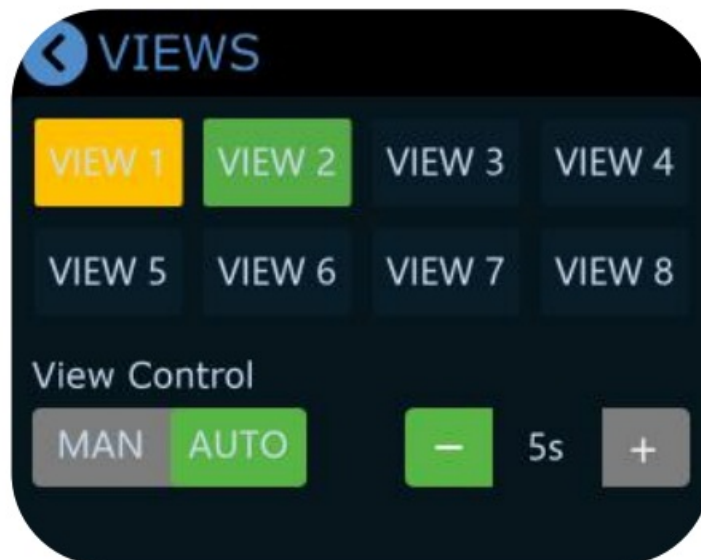 VIEWS
VIEW 1 VIEW 2 VIEW 3 VIEW 4
VIEW 5 VIEW 6 VIEW 7 VIEW 8
View Control
MAN AUTO − 5s +